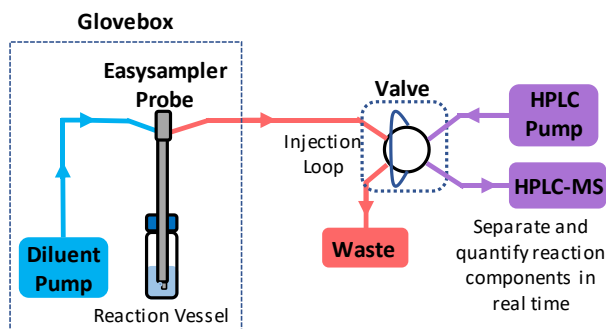 Glovebox
Easysampler
Probe
Diluent
Pump
Reaction Vessel
Injection
Loop
Valve
Waste
HPLC
Pump
HPLC-MS
Separate and
quantify reaction
components in
real time